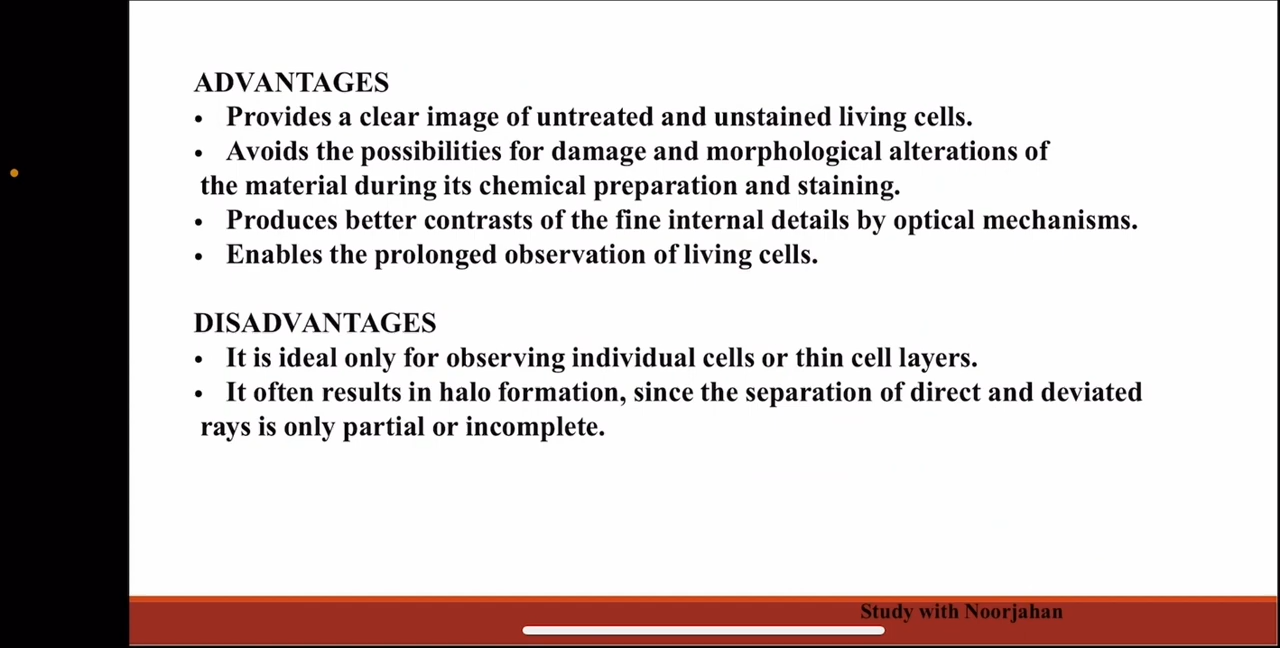 ADVANTAGES
• Provides a clear image of untreated and unstained living cells.
• Avoids the possibilities for damage and morphological alterations of
the material during its chemical preparation and staining.
• Produces better contrasts of the fine internal details by optical mechanisms.
• Enables the prolonged observation of living cells.
DISADVANTAGES
• It is ideal only for observing individual cells or thin cell layers.
• It often results in halo formation, since the separation of direct and deviated
rays is only partial or incomplete.
Study with Noorjahan